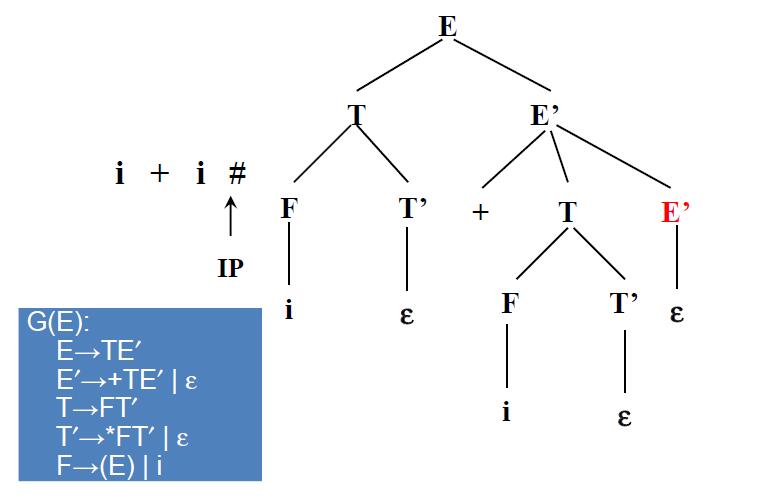 E
T E’
i + i #
F T’ + T E’
IP
i ε F T’ ε
i ε
G(E):
E→TE′
E′→+TE′ | ε
T→FT′
T′→*FT′ | ε
F→(E) | i